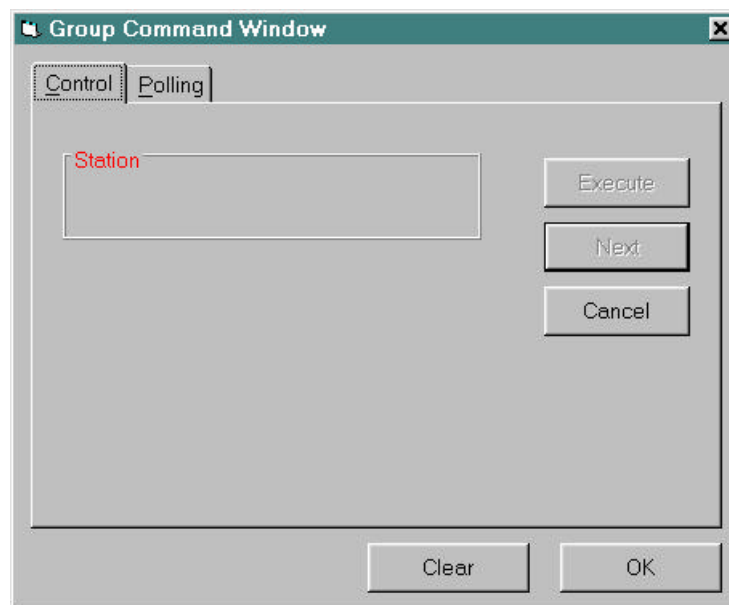 Group Command Window
Control
Polling
Station
Execute
Next
Cancel
Clear
OK